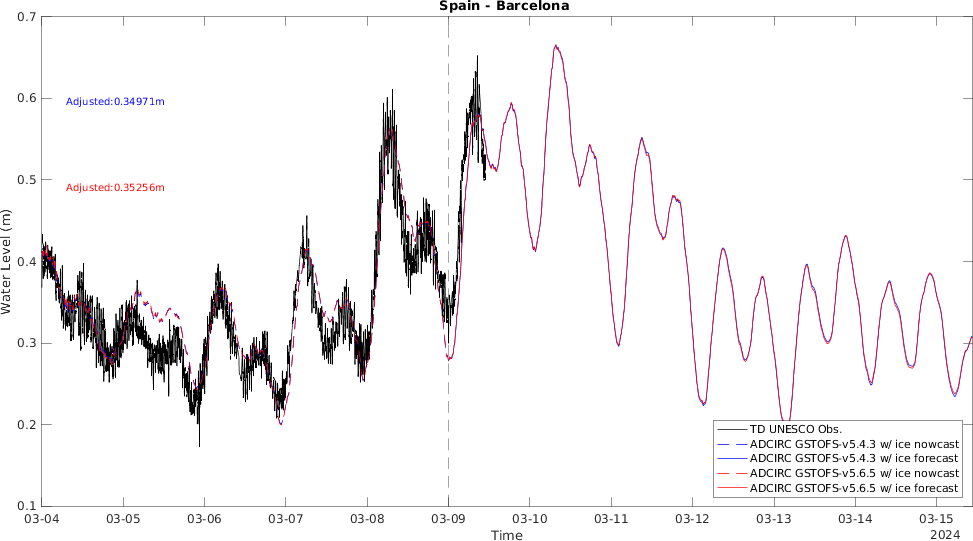 Spain - Barcelona
0.7
0.6
0.5
0.4
0.3
0.2
0.1
Water Level (m)
Adjusted:0.34971m
Adjusted:0.35256m
TD UNESCO Obs.
ADCIRC GSTOFS-v5.4.3 w/ ice nowcast
ADCIRC GSTOFS-v5.4.3 w/ ice forecast
ADCIRC GSTOFS-v5.6.5 w/ ice nowcast
ADCIRC GSTOFS-v5.6.5 w/ ice forecast
03-04 03-05 03-06 03-07 03-08 03-09 03-10 03-11 03-12 03-13 03-14 03-15
Time
2024